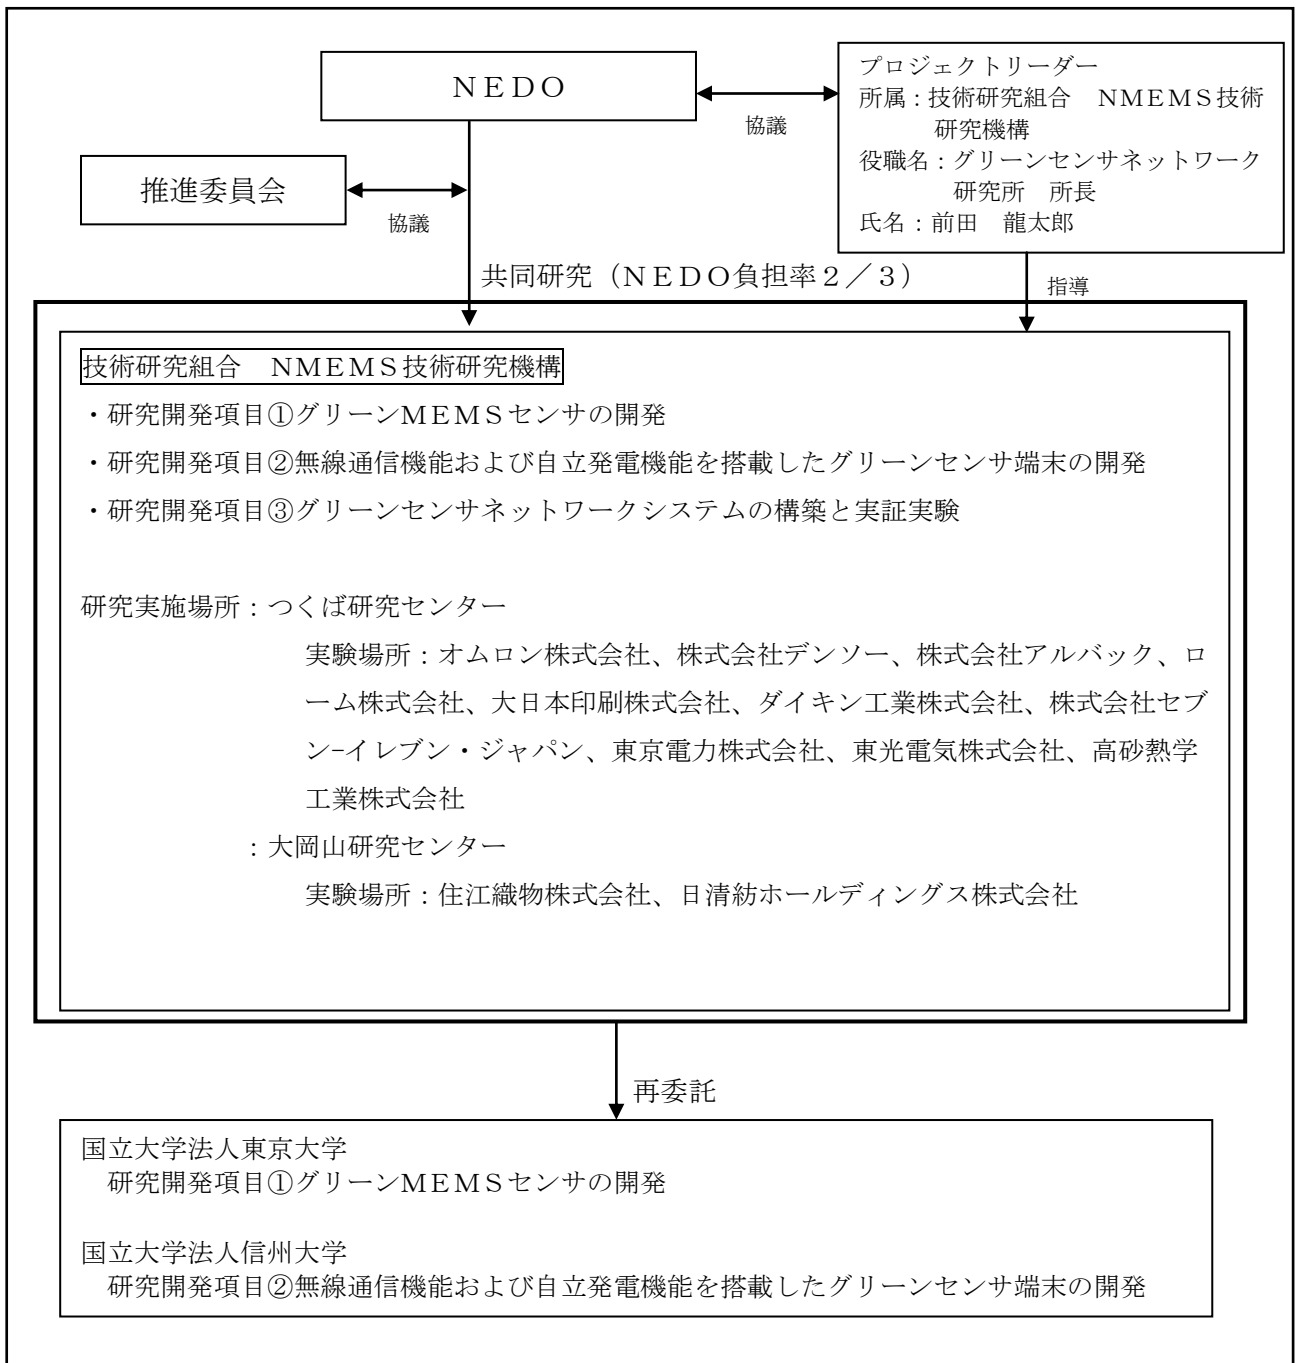 NEDO
プロジェクトリーダー
所属：技術研究組合　NMEMS技術
研究機構
役職名：グリーンセンサネットワーク
研究所　所長
氏名：前田　龍太郎
協議
推進委員会
協議
共同研究（NEDO負担率２／３）
指導
技術研究組合　NMEMS技術研究機構
・研究開発項目①グリーンMEMSセンサの開発
・研究開発項目②無線通信機能および自立発電機能を搭載したグリーンセンサ端末の開発
・研究開発項目③グリーンセンサネットワークシステムの構築と実証実験
研究実施場所：つくば研究センター
実験場所：オムロン株式会社、株式会社デンソー、株式会社アルバック、ロ
ーム株式会社、大日本印刷株式会社、ダイキン工業株式会社、株式会社セブ
ン−イレブン・ジャパン、東京電力株式会社、東光電気株式会社、高砂熱学
工業株式会社
：大岡山研究センター
実験場所：住江織物株式会社、日清紡ホールディングス株式会社
再委託
国立大学法人東京大学
研究開発項目①グリーンMEMSセンサの開発
国立大学法人信州大学
研究開発項目②無線通信機能および自立発電機能を搭載したグリーンセンサ端末の開発